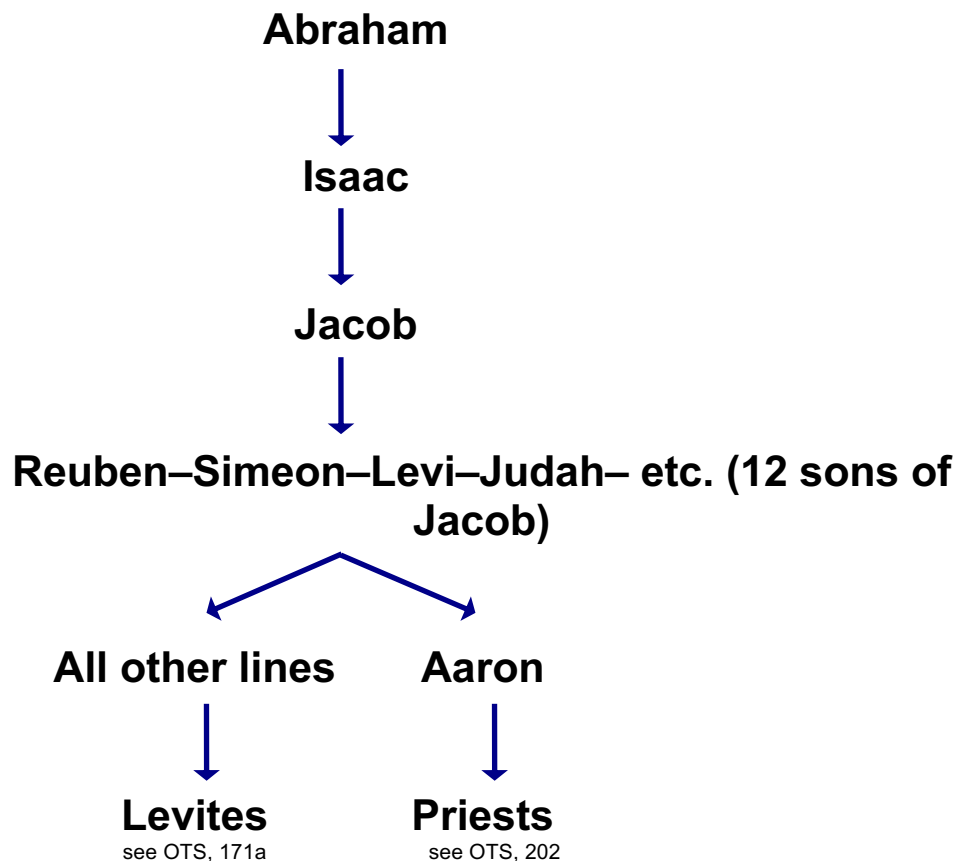 Abraham
Isaac
Jacob
Reuben–Simeon–Levi–Judah– etc. (12 sons of
Jacob)
All other lines
Aaron
Levites
see OTS, 171a
Priests
see OTS, 202